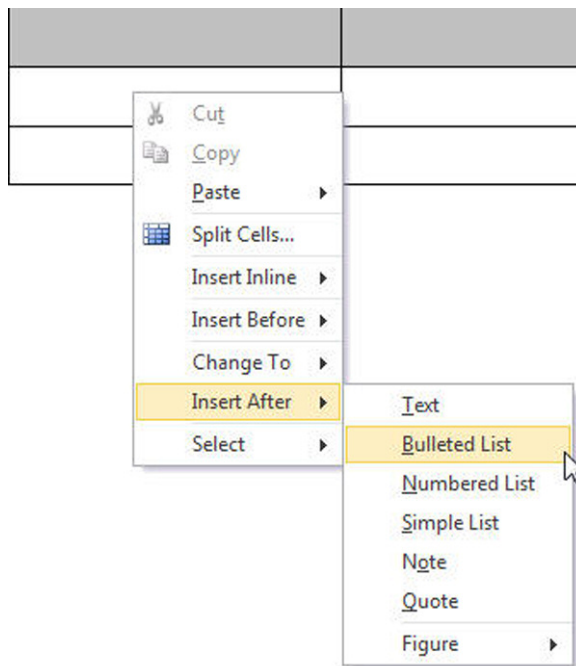 Cut
Copy
Paste
Split Cells...
Insert Inline
Insert Before
Change To
Insert After
Select
Text
Bulleted List
Numbered List
Simple List
Note
Quote
Figure